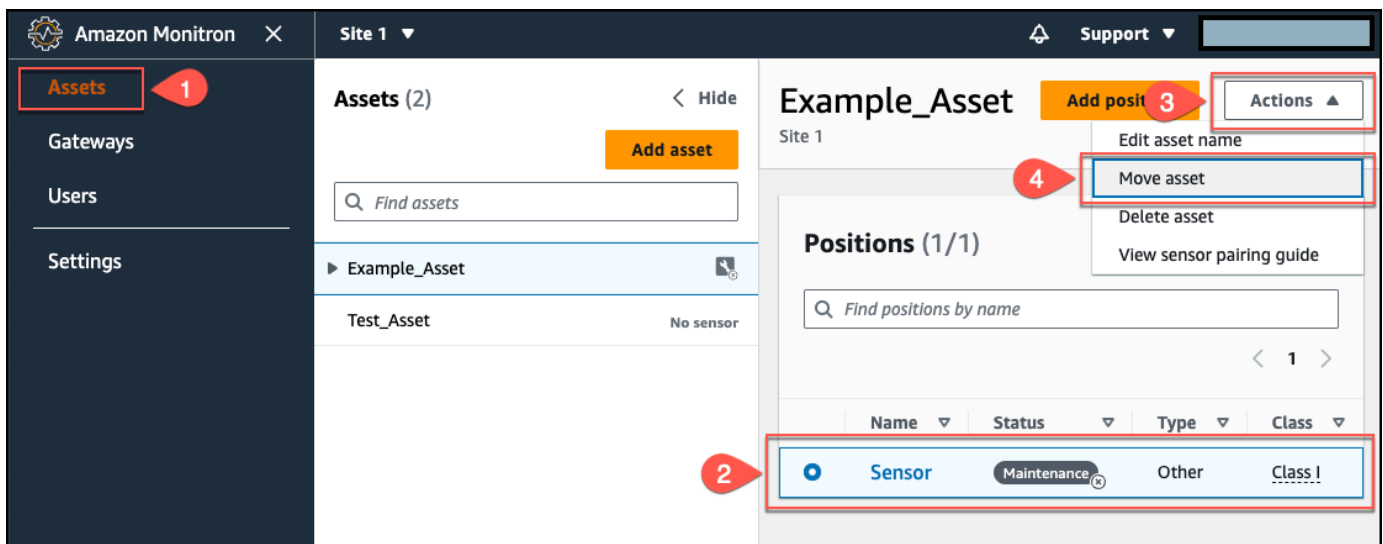 Amazon Monitron
Site 1
Support
Assets
1
Gateways
Users
Settings
Assets (2)
Hide
Add asset
Find assets
Example_Asset
Test_Asset
No sensor
Example_Asset
Site 1
Add posit
3
Actions
Edit asset name
4
Move asset
Delete asset
View sensor pairing guide
Positions (1/1)
Find positions by name
1
Name Status Type Class
2
Sensor Maintenance Other Class I